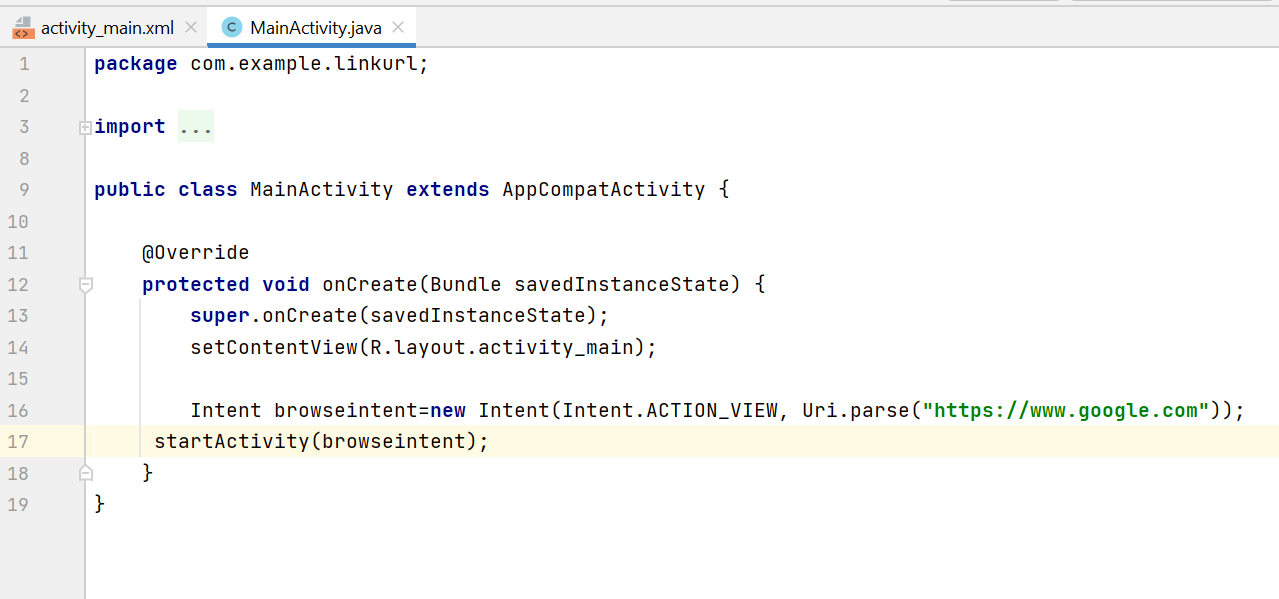 activity_main.xml MainActivity.java
1 package com.example.linkurl;
2
3 import ...
8
9 public class MainActivity extends AppCompatActivity {
10
11 @Override
12 protected void onCreate(Bundle savedInstanceState) {
13 super.onCreate(savedInstanceState);
14 setContentView(R.layout.activity_main);
15
16 Intent browseintent=new Intent(Intent.ACTION_VIEW, Uri.parse("https://www.google.com"));
17 startActivity(browseintent);
18 }
19 }